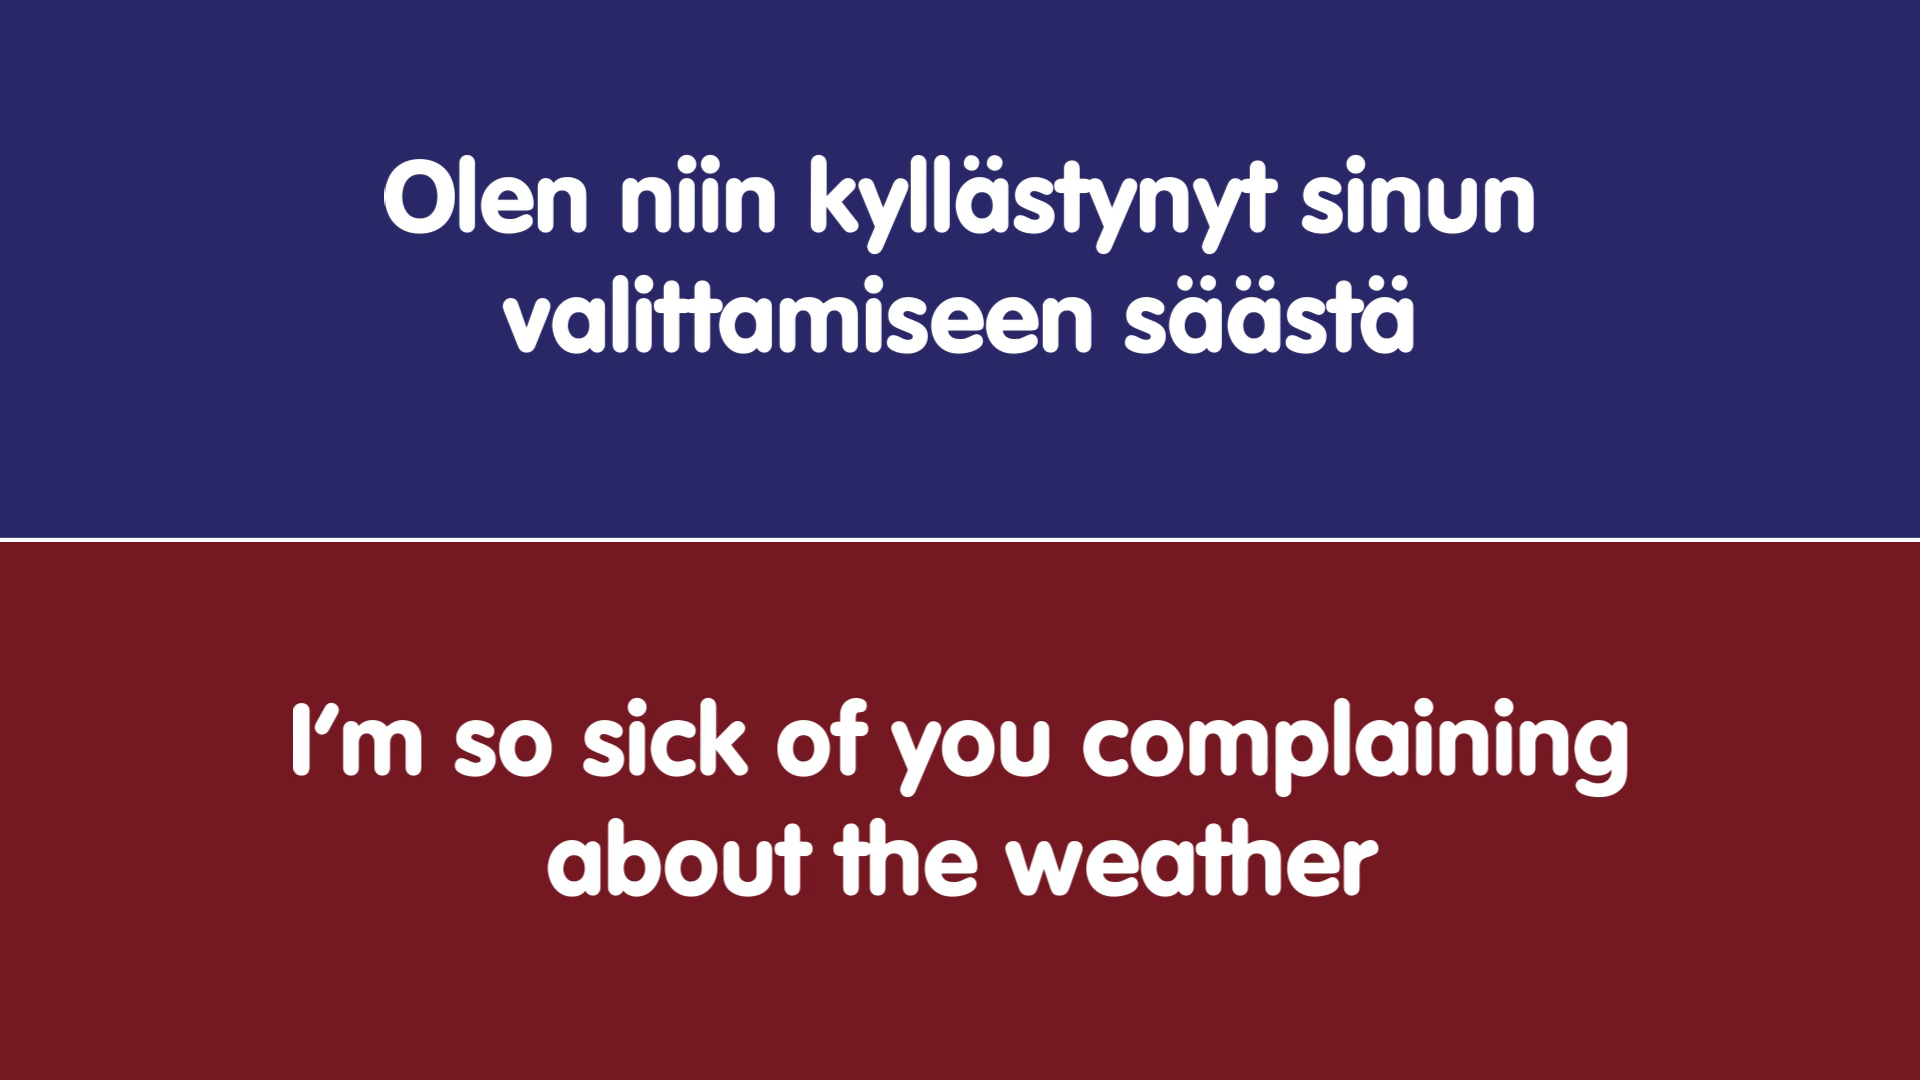 Olen niin kyllästynyt sinun
valittamiseen säästä
I’m so sick of you complaining
about the weather